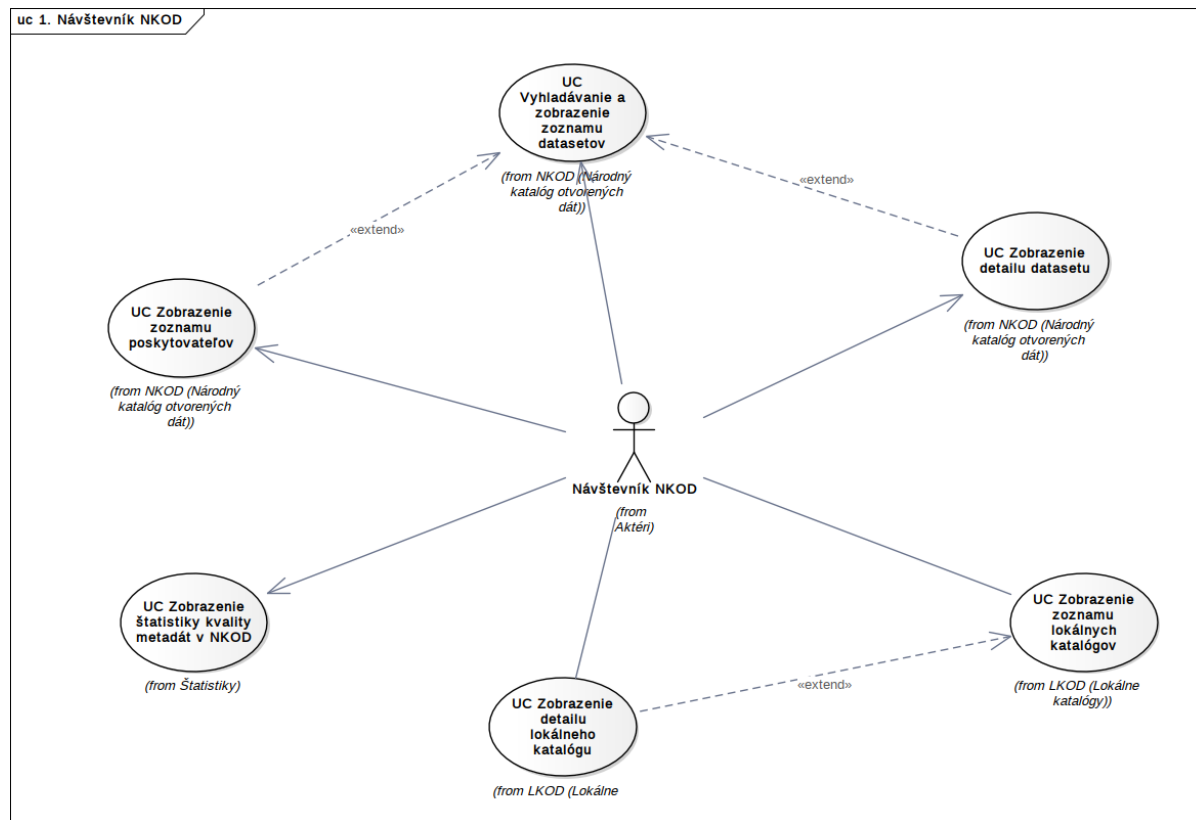 uc 1. Návštevník NKOD
UC
Vyhladávanie a
zobrazenie
zoznamu
datasetov
(from NKOD (Národný
katalóg otvorených
dát))
«extend»
«extend»
UC Zobrazenie
detailu datasetu
(from NKOD (Národný
katalóg otvorených
dát))
UC Zobrazenie
zoznamu
poskytovateľov
(from NKOD (Národný
katalóg otvorených
dát))
Návštevník NKOD
(from
Aktéri)
UC Zobrazenie
štatistiky kvality
metadát v NKOD
(from Štatistiky)
UC Zobrazenie
zoznamu
lokálnych
katalógov
(from LKOD (Lokálne
katalógy))
«extend»
UC Zobrazenie
detailu
lokálneho
katalógu
(from LKOD (Lokálne